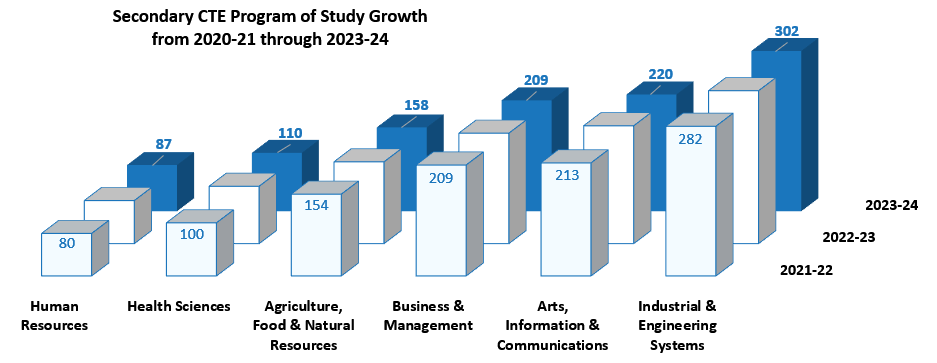 Secondary CTE Program of Study Growth
from 2020-21 through 2023-24
302
220
209
158
110
87
282
213
209
154
100
80
2023-24
2022-23
2021-22
Human
Resources
Health Sciences
Agriculture,
Food & Natural
Resources
Business &
Management
Arts,
Information &
Communications
Industrial &
Engineering
Systems